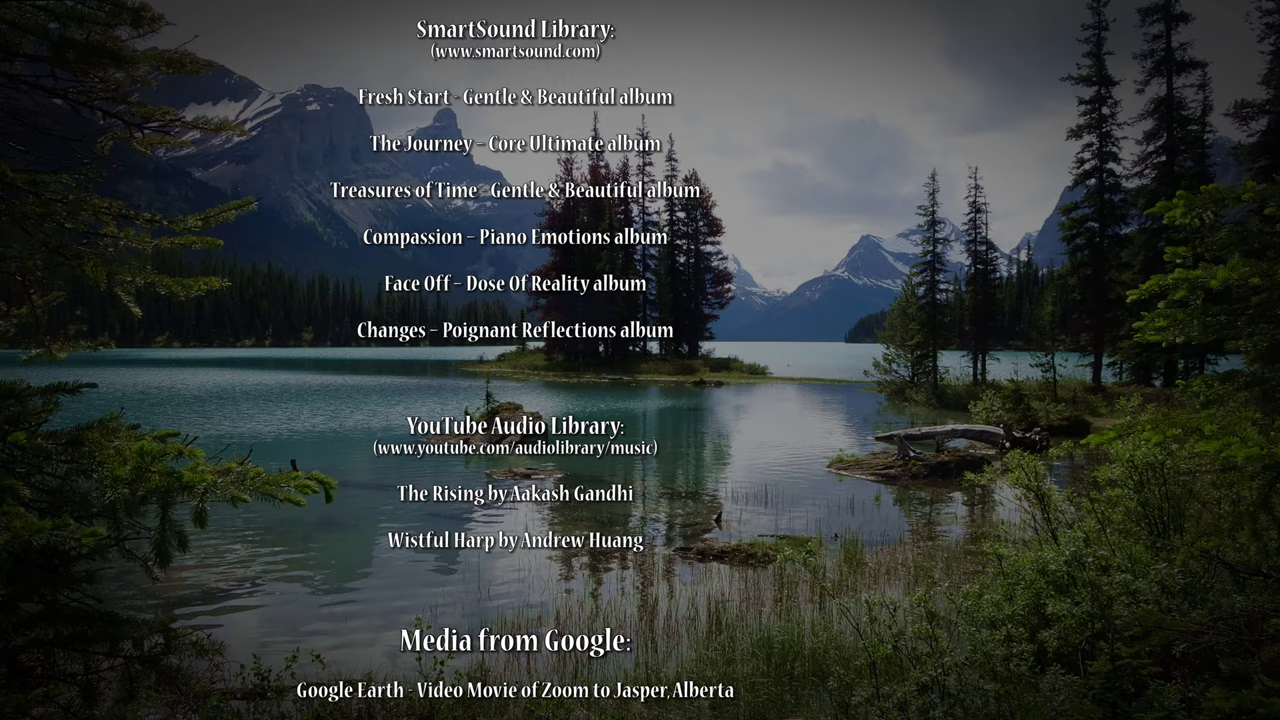 SmartSound Library:
(www.smartsound.com)
Fresh Start - Gentle & Beautiful album
The Journey – Core Ultimate album
Treasures of Time - Gentle & Beautiful album
Compassion – Piano Emotions album
Face Off – Dose Of Reality album
Changes – Poignant Reflections album
YouTube Audio Library:
(www.youtube.com/audiolibrary/music)
The Rising by Aakash Gandhi
Wistful Harp by Andrew Huang
Media from Google:
Google Earth - Video Movie of Zoom to Jasper, Alberta